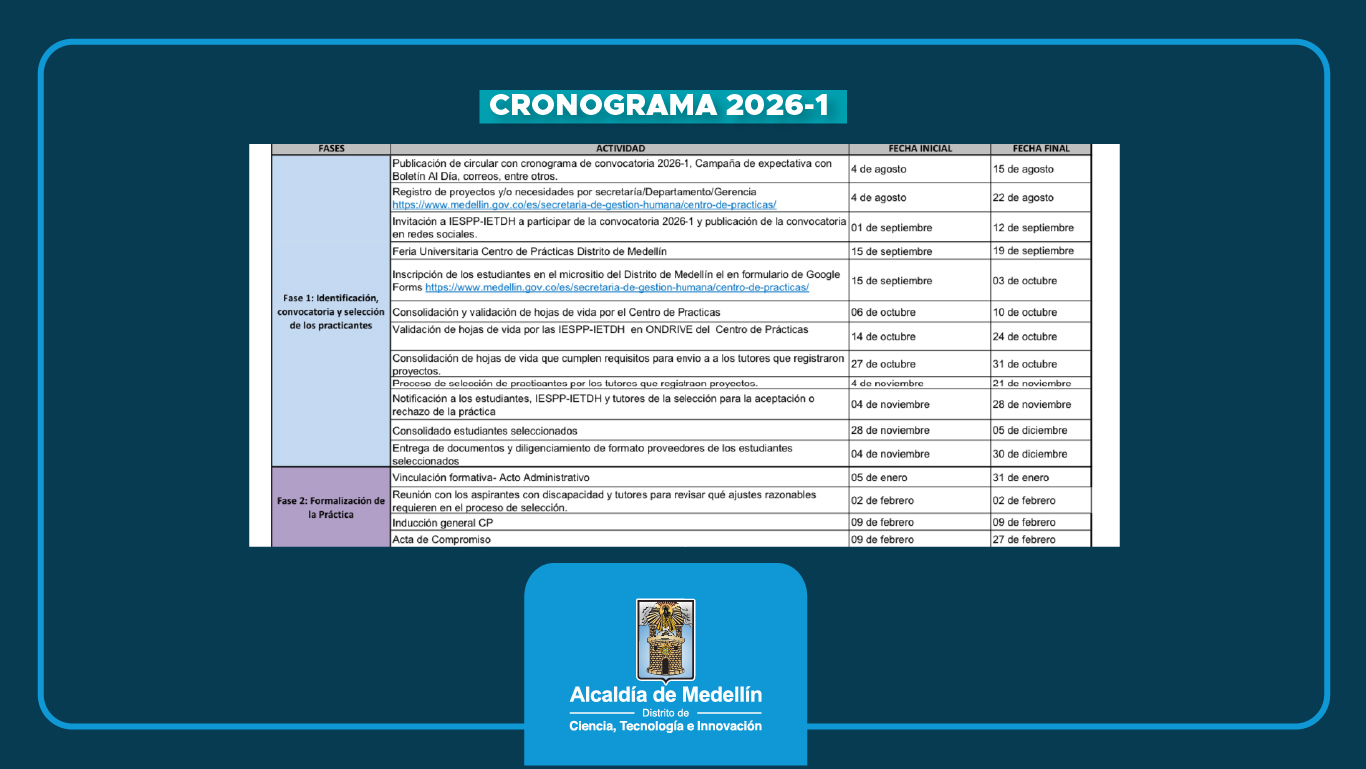 CRONOGRAMA 2026-1
FASES ACTIVIDAD FECHA INICIAL FECHA FINAL
Fase 1: Identificación,
convocatoria y selección
de los practicantes
Publicación de circular con cronograma de convocatoria 2026-1, Campaña de expectativa con
Boletín Al Día, correos, entre otros.
4 de agosto 15 de agosto
Registro de proyectos y/o necesidades por secretaría/Departamento/Gerencia
https://www.medellin.gov.co/es/secretaria-de-gestion-humana/centro-de-practicas/
4 de agosto 22 de agosto
Invitación a IESPP-IETDH a participar de la convocatoria 2026-1 y publicación de la convocatoria
en redes sociales.
01 de septiembre 12 de septiembre
Feria Universitaria Centro de Prácticas Distrito de Medellín 15 de septiembre 19 de septiembre
Inscripción de los estudiantes en el micrositio del Distrito de Medellín el en formulario de Google
Forms https://www.medellin.gov.co/es/secretaria-de-gestion-humana/centro-de-practicas/
15 de septiembre 03 de octubre
Consolidación y validación de hojas de vida por el Centro de Practicas 06 de octubre 10 de octubre
Validación de hojas de vida por las IESPP-IETDH en ONDRIVE del Centro de Prácticas
14 de octubre 24 de octubre
Consolidación de hojas de vida que cumplen requisitos para envio a a los tutores que registraron
proyectos.
27 de octubre 31 de octubre
Proceso de selección de practicantes por los tutores que registraon proyectos. 4 de noviembre 21 de noviembre
Notificación a los estudiantes, IESPP-IETDH y tutores de la selección para la aceptación o
rechazo de la práctica
04 de noviembre 28 de noviembre
Consolidado estudiantes seleccionados 28 de noviembre 05 de diciembre
Entrega de documentos y diligenciamiento de formato proveedores de los estudiantes
seleccionados
04 de noviembre 30 de diciembre
Fase 2: Formalización de
la Práctica
Vinculación formativa- Acto Administrativo 05 de enero 31 de enero
Reunión con los aspirantes con discapacidad y tutores para revisar qué ajustes razonables
requieren en el proceso de selección.
02 de febrero 02 de febrero
Inducción general CP 09 de febrero 09 de febrero
Acta de Compromiso 09 de febrero 27 de febrero
Alcaldía de Medellín
Distrito de
Ciencia, Tecnología e Innovación